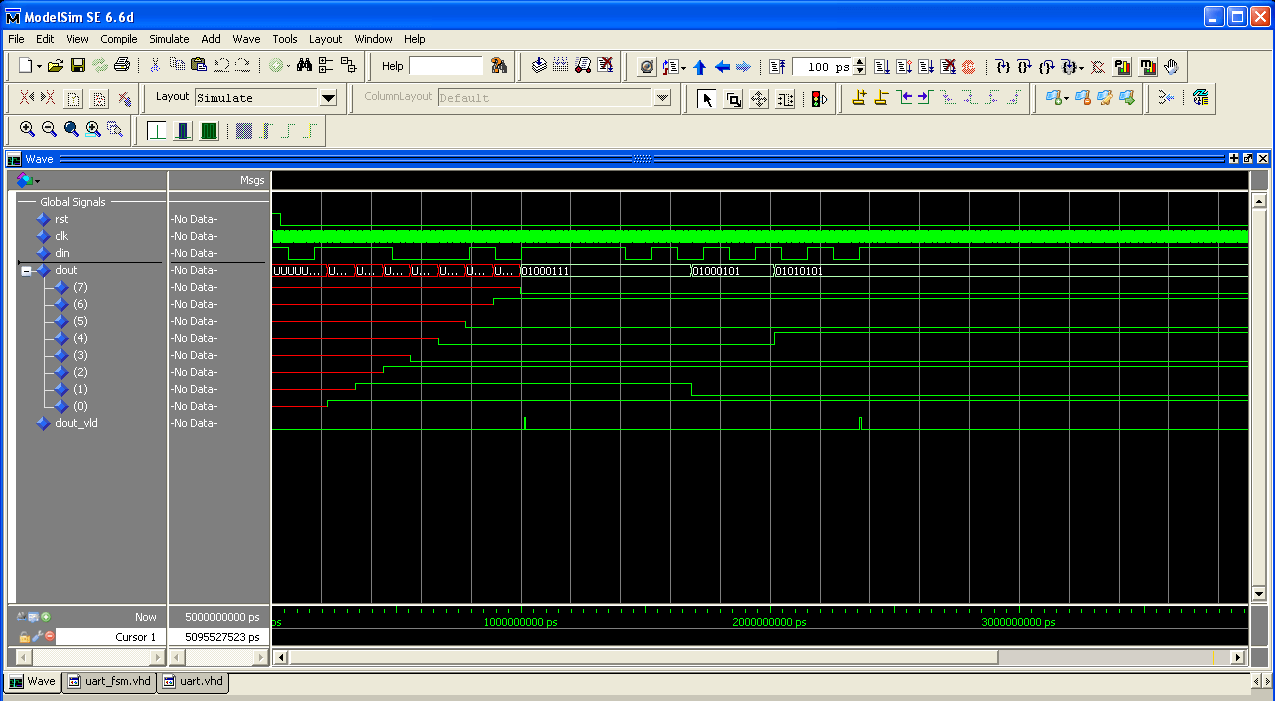 ModelSim SE 6.6d
File Edit View Compile Simulate Add Wave Tools Layout Window Help
Help 100 ps
Layout Simulate ColumnLayout Default
Wave
Msgs
Global Signals
rst -No Data-
clk -No Data-
din -No Data-
dout -No Data- UUUUU... U... U... U... U... U... U... U... 01000111 01000101 01010101
(7) -No Data-
(6) -No Data-
(5) -No Data-
(4) -No Data-
(3) -No Data-
(2) -No Data-
(1) -No Data-
(0) -No Data-
dout_vld -No Data-
Now 5000000000 ps ps 1000000000 ps 2000000000 ps 3000000000 ps
Cursor 1 5095527523 ps
Wave uart_fsm.vhd uart.vhd